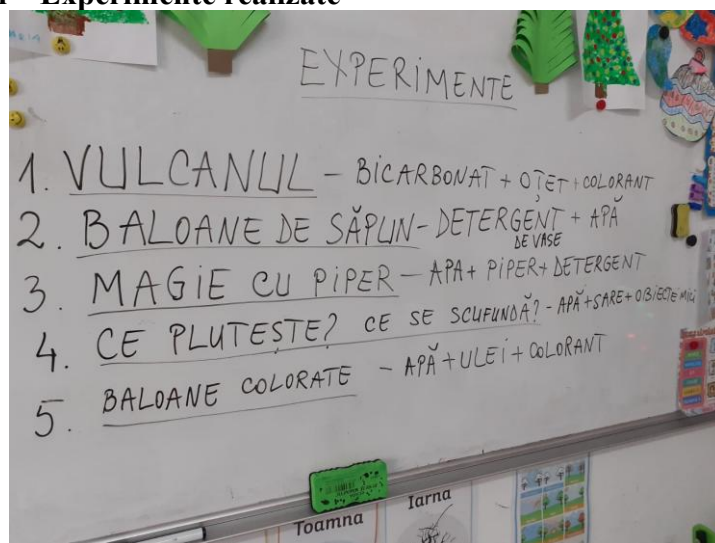 Experimente realizate
EXPERIMENTE
1. VULCANUL - BICARBONAT + OȚET + COLORANT
2. BALOANE DE SĂPUN - DETERGENT + APĂ
DE VASE
3. MAGIE CU PIPER - APA + PIPER + DETERGENT
4. CE PLUTEȘTE? CE SE SCUFUNDĂ? - APĂ + SARE + OBIECTE MICI
5. BALOANE COLORATE - APĂ + ULEI + COLORANT
Toamna
Iarna